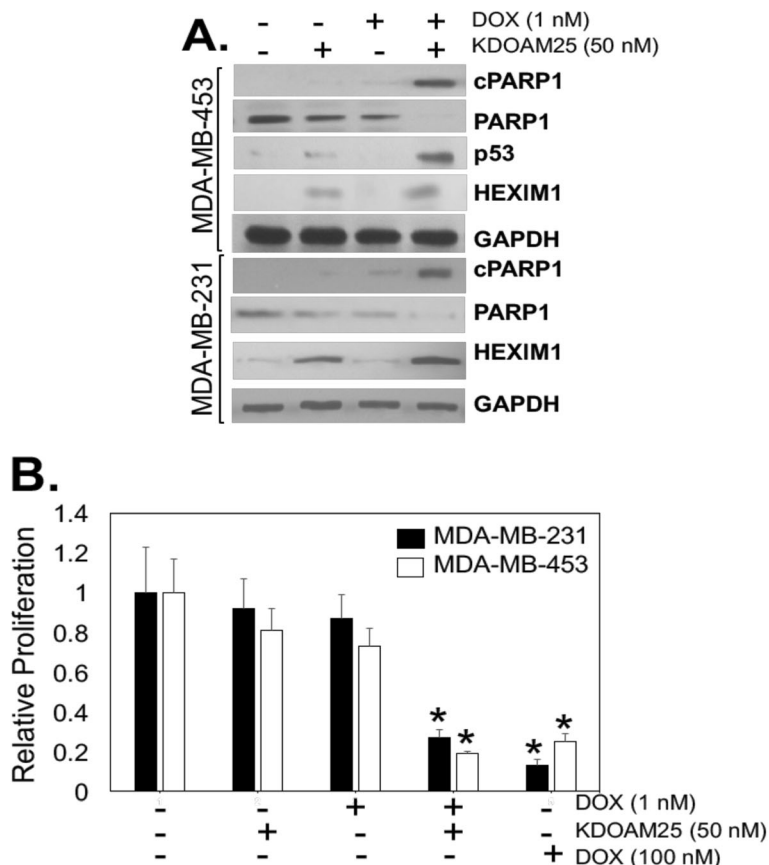 A.
- - + + DOX (1 nM)
- + - + KDOAM25 (50 nM)
MDA-MB-453
cPARP1
PARP1
p53
HEXIM1
GAPDH
MDA-MB-231
cPARP1
PARP1
HEXIM1
GAPDH
B.
Relative Proliferation
1.4
1.2
1
0.8
0.6
0.4
0.2
0
MDA-MB-231
MDA-MB-453
* * * *
- - + + - DOX (1 nM)
- + - + - KDOAM25 (50 nM)
- - - - + DOX (100 nM)